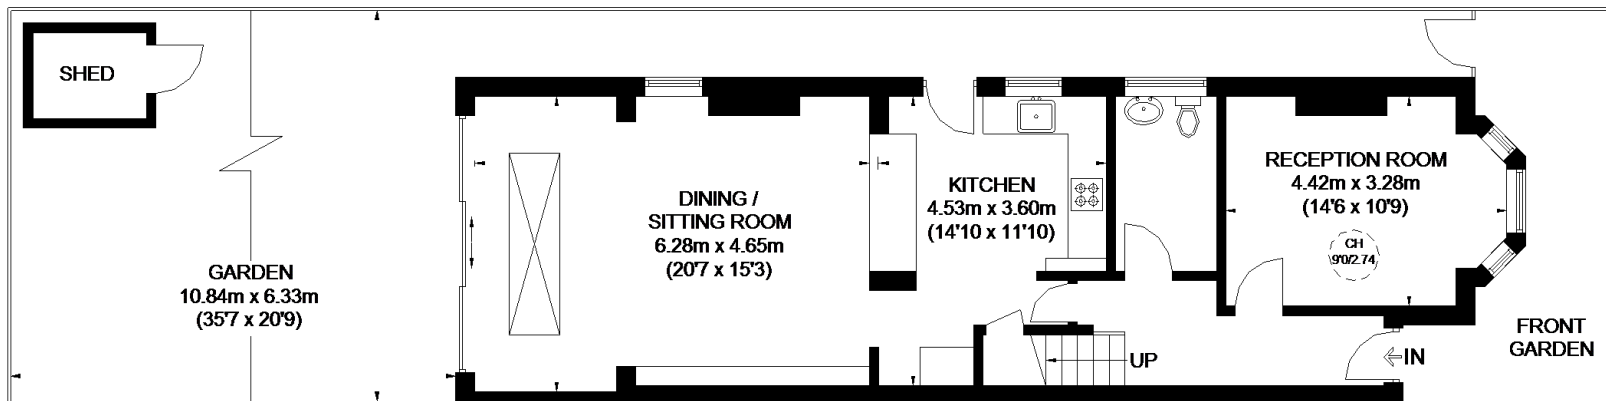 SHED
GARDEN
10.84m x 6.33m
(35'7 x 20'9)
DINING /
SITTING ROOM
6.28m x 4.65m
(20'7 x 15'3)
KITCHEN
4.53m x 3.60m
(14'10 x 11'10)
RECEPTION ROOM
4.42m x 3.28m
(14'6 x 10'9)
CH
9'0/2.74
UP
IN
FRONT
GARDEN